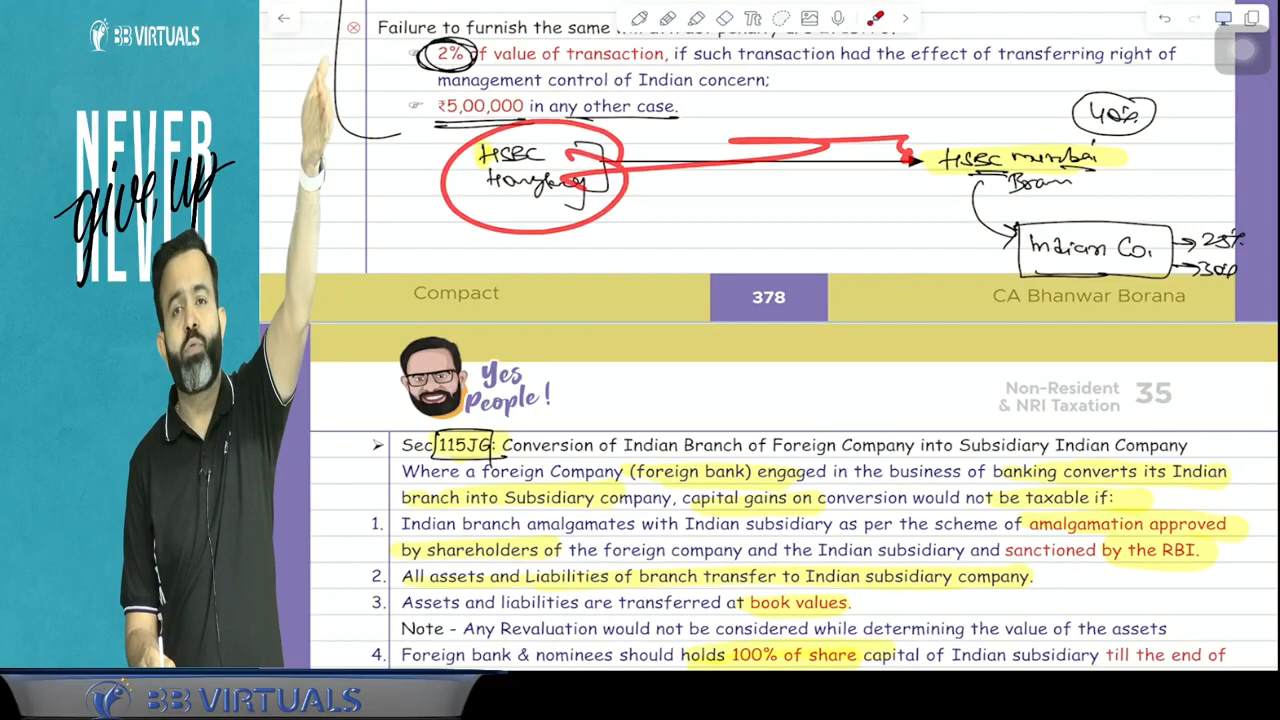 BB VIRTUALS
NEVER
give up
NEVER
Failure to furnish the same will attract penalty
2% of value of transaction, if such transaction had the effect of transferring right of
management control of Indian concern;
₹5,00,000 in any other case.
40%
HSBC
Hongkong
HSBC mumbai
Indian Co.
25%
30%
Compact
378
CA Bhanwar Borana
Yes
People!
Non-Resident
& NRI Taxation
35
Sec 115JG: Conversion of Indian Branch of Foreign Company into Subsidiary Indian Company
Where a foreign Company (foreign bank) engaged in the business of banking converts its Indian
branch into Subsidiary company, capital gains on conversion would not be taxable if:
1. Indian branch amalgamates with Indian subsidiary as per the scheme of amalgamation approved
by shareholders of the foreign company and the Indian subsidiary and sanctioned by the RBI.
2. All assets and Liabilities of branch transfer to Indian subsidiary company.
3. Assets and liabilities are transferred at book values.
Note - Any Revaluation would not be considered while determining the value of the assets
4. Foreign bank & nominees should holds 100% of share capital of Indian subsidiary till the end of
BB VIRTUALS